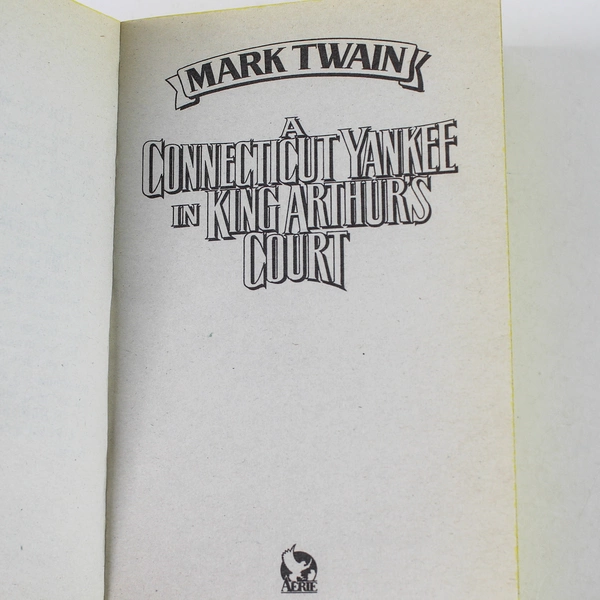 MARK TWAIN
A
CONNECTICUT YANKEE
IN KING ARTHUR'S
COURT
AERIE